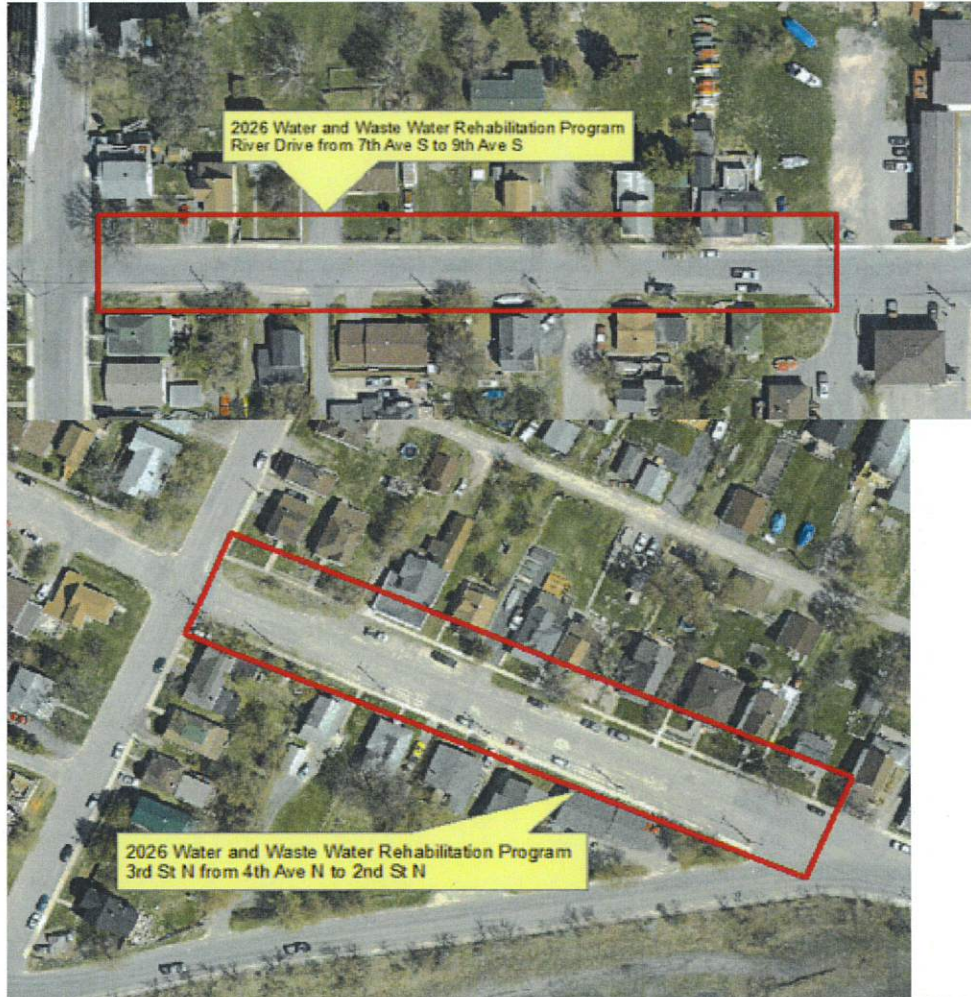 2026 Water and Waste Water Rehabilitation Program
River Drive from 7th Ave S to 9th Ave S
2026 Water and Waste Water Rehabilitation Program
3rd St N from 4th Ave N to 2nd St N